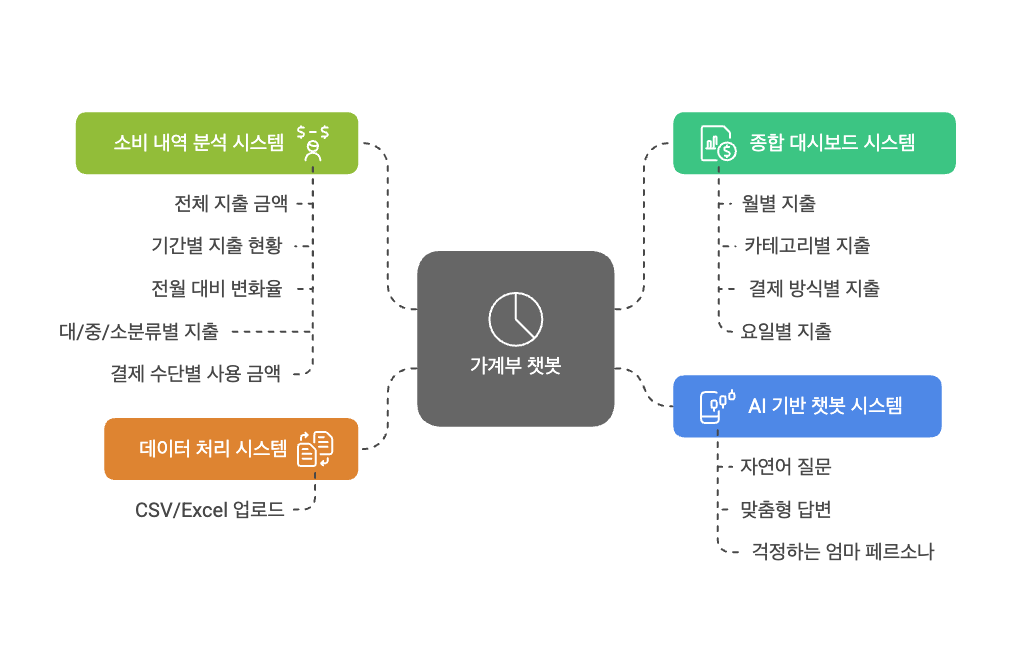 소비 내역 분석 시스템
$-$
전체 지출 금액
기간별 지출 현황
전월 대비 변화율
대/중/소분류별 지출
결제 수단별 사용 금액
데이터 처리 시스템
CSV/Excel 업로드
가계부 챗봇
$
종합 대시보드 시스템
월별 지출
카테고리별 지출
결제 방식별 지출
요일별 지출
AI 기반 챗봇 시스템
자연어 질문
맞춤형 답변
걱정하는 엄마 페르소나